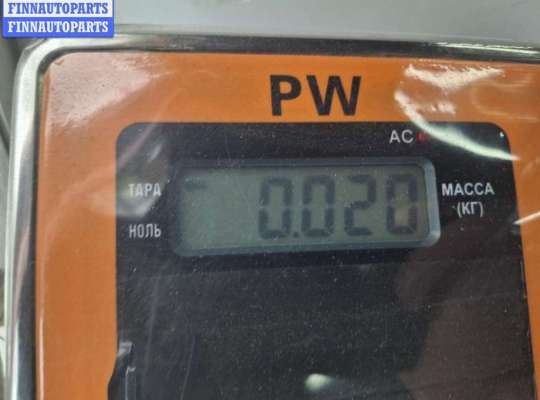 FINNAUTOPARTS
FINNAUTOPARTS
PW
AC
ТАРА
0.020
МАССА
(КГ)
НОЛЬ